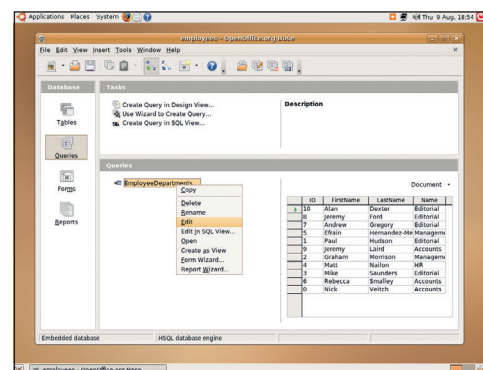 Applications Places System Thu 9 Aug, 18:54
employees - OpenOffice.org Base
File Edit View Insert Tools Window Help
Database
Tables
Queries
Forms
Reports
Tasks
Create Query in Design View...
Use Wizard to Create Query...
Create Query in SQL View...
Description
Queries
EmployeeDepartments
Copy
Delete
Rename
Edit
Edit in SQL View...
Open
Create as View
Form Wizard...
Report Wizard...
Document
ID FirstName LastName Name
10 Alan Dexter Editorial
8 Jeremy Ford Editorial
7 Andrew Gregory Editorial
5 Efrain Hernandez-Me Managem
1 Paul Hudson Editorial
9 Jeremy Laird Accounts
2 Graham Morrison Managem
4 Matt Nailon HR
3 Mike Saunders Editorial
6 Rebecca Smalley Accounts
0 Nick Veitch Accounts
Embedded database HSQL database engine
employees - OpenOffice.org Base